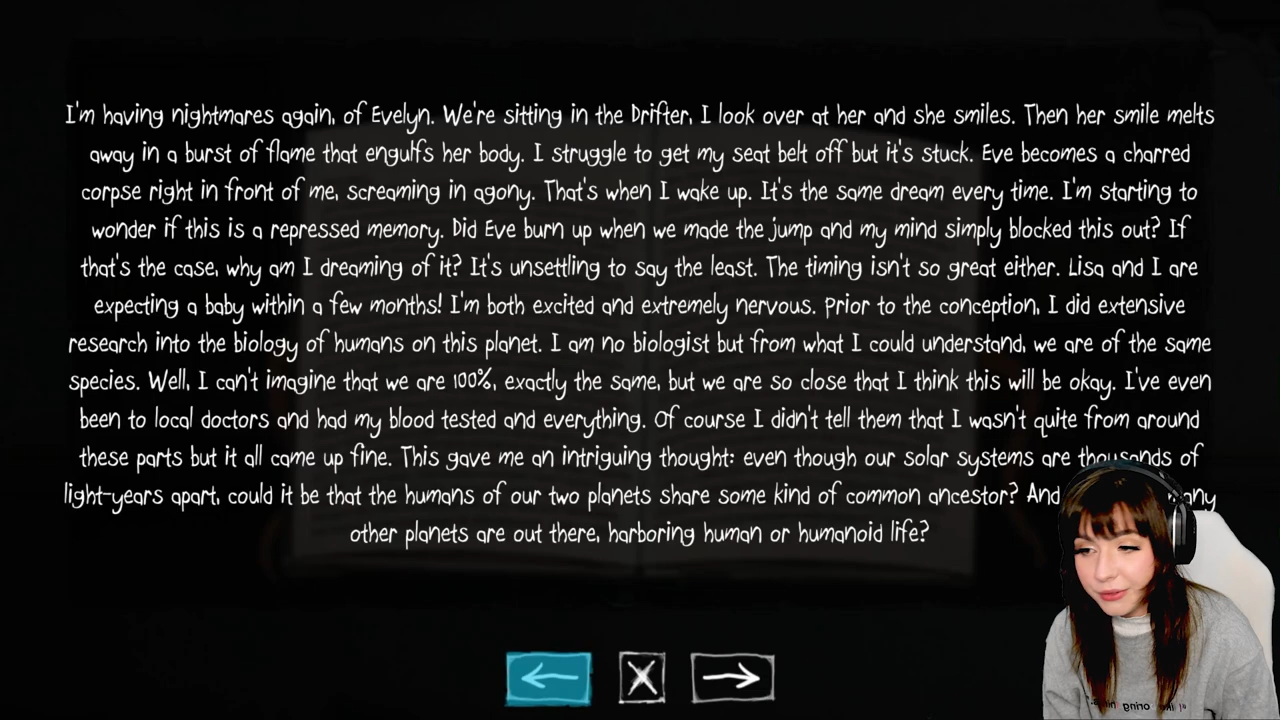 I'm having nightmares again, of Evelyn. We're sitting in the Drifter, I look over at her and she smiles. Then her smile melts
away in a burst of flame that engulfs her body. I struggle to get my seat belt off but it's stuck. Eve becomes a charred
corpse right in front of me, screaming in agony. That's when I wake up. It's the same dream every time. I'm starting to
wonder if this is a repressed memory. Did Eve burn up when we made the jump and my mind simply blocked this out? If
that's the case, why am I dreaming of it? It's unsettling to say the least. The timing isn't so great either. Lisa and I are
expecting a baby within a few months! I'm both excited and extremely nervous. Prior to the conception, I did extensive
research into the biology of humans on this planet. I am no biologist but from what I could understand, we are of the same
species. Well, I can't imagine that we are 100%, exactly the same, but we are so close that I think this will be okay. I've even
been to local doctors and had my blood tested and everything. Of course I didn't tell them that I wasn't quite from around
these parts but it all came up fine. This gave me an intriguing thought: even though our solar systems are thousands of
light-years apart, could it be that the humans of our two planets share some kind of common ancestor? And many
other planets are out there, harboring human or humanoid life?